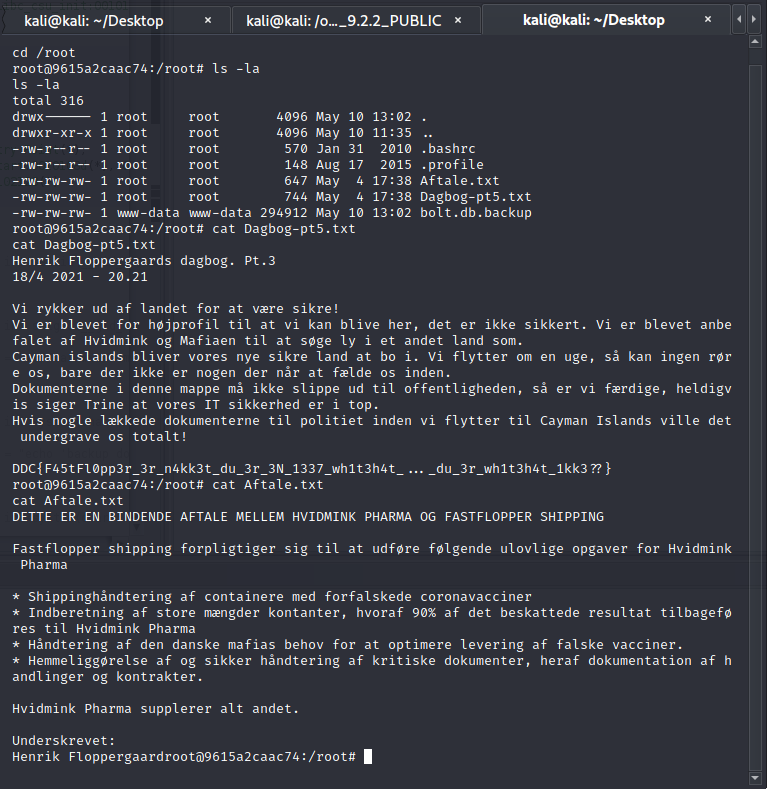 kali@kali: ~/Desktop × kali@kali: /o..._9.2.2_PUBLIC × kali@kali: ~/Desktop ×
cd /root
root@9615a2caac74:/root# ls -la
ls -la
total 316
drwx------ 1 root     root       4096 May 10 13:02 .
drwxr-xr-x 1 root     root       4096 May 10 11:35 ..
-rw-r--r-- 1 root     root        570 Jan 31  2010 .bashrc
-rw-r--r-- 1 root     root        148 Aug 17  2015 .profile
-rw-rw-rw- 1 root     root        647 May  4 17:38 Aftale.txt
-rw-rw-rw- 1 root     root        744 May  4 17:38 Dagbog-pt5.txt
-rw-rw-rw- 1 www-data www-data 294912 May 10 13:02 bolt.db.backup
root@9615a2caac74:/root# cat Dagbog-pt5.txt
cat Dagbog-pt5.txt
Henrik Floppergaards dagbog. Pt.3
18/4 2021 - 20.21
Vi rykker ud af landet for at være sikre!
Vi er blevet for højprofil til at vi kan blive her, det er ikke sikkert. Vi er blevet anbe
falet af Hvidmink og Mafiaen til at søge ly i et andet land som.
Cayman islands bliver vores nye sikre land at bo i. Vi flytter om en uge, så kan ingen rør
e os, bare der ikke er nogen der når at fælde os inden.
Dokumenterne i denne mappe må ikke slippe ud til offentligheden, så er vi færdige, heldigv
is siger Trine at vores IT sikkerhed er i top.
Hvis nogle lækkede dokumenterne til politiet inden vi flytter til Cayman Islands ville det
 undergrave os totalt!
DDC{F45tFl0pp3r_3r_n4kk3t_du_3r_3N_1337_wh1t3h4t_..._du_3r_wh1t3h4t_1kk3??}
root@9615a2caac74:/root# cat Aftale.txt
cat Aftale.txt
DETTE ER EN BINDENDE AFTALE MELLEM HVIDMINK PHARMA OG FASTFLOPPER SHIPPING
Fastflopper shipping forpligtiger sig til at udføre følgende ulovlige opgaver for Hvidmink
 Pharma
* Shippinghåndtering af containere med forfalskede coronavacciner
* Indberetning af store mængder kontanter, hvoraf 90% af det beskattede resultat tilbagefø
res til Hvidmink Pharma
* Håndtering af den danske mafias behov for at optimere levering af falske vacciner.
* Hemmeliggørelse af og sikker håndtering af kritiske dokumenter, heraf dokumentation af h
andlinger og kontrakter.
Hvidmink Pharma supplerer alt andet.
Underskrevet:
Henrik Floppergaardroot@9615a2caac74:/root#